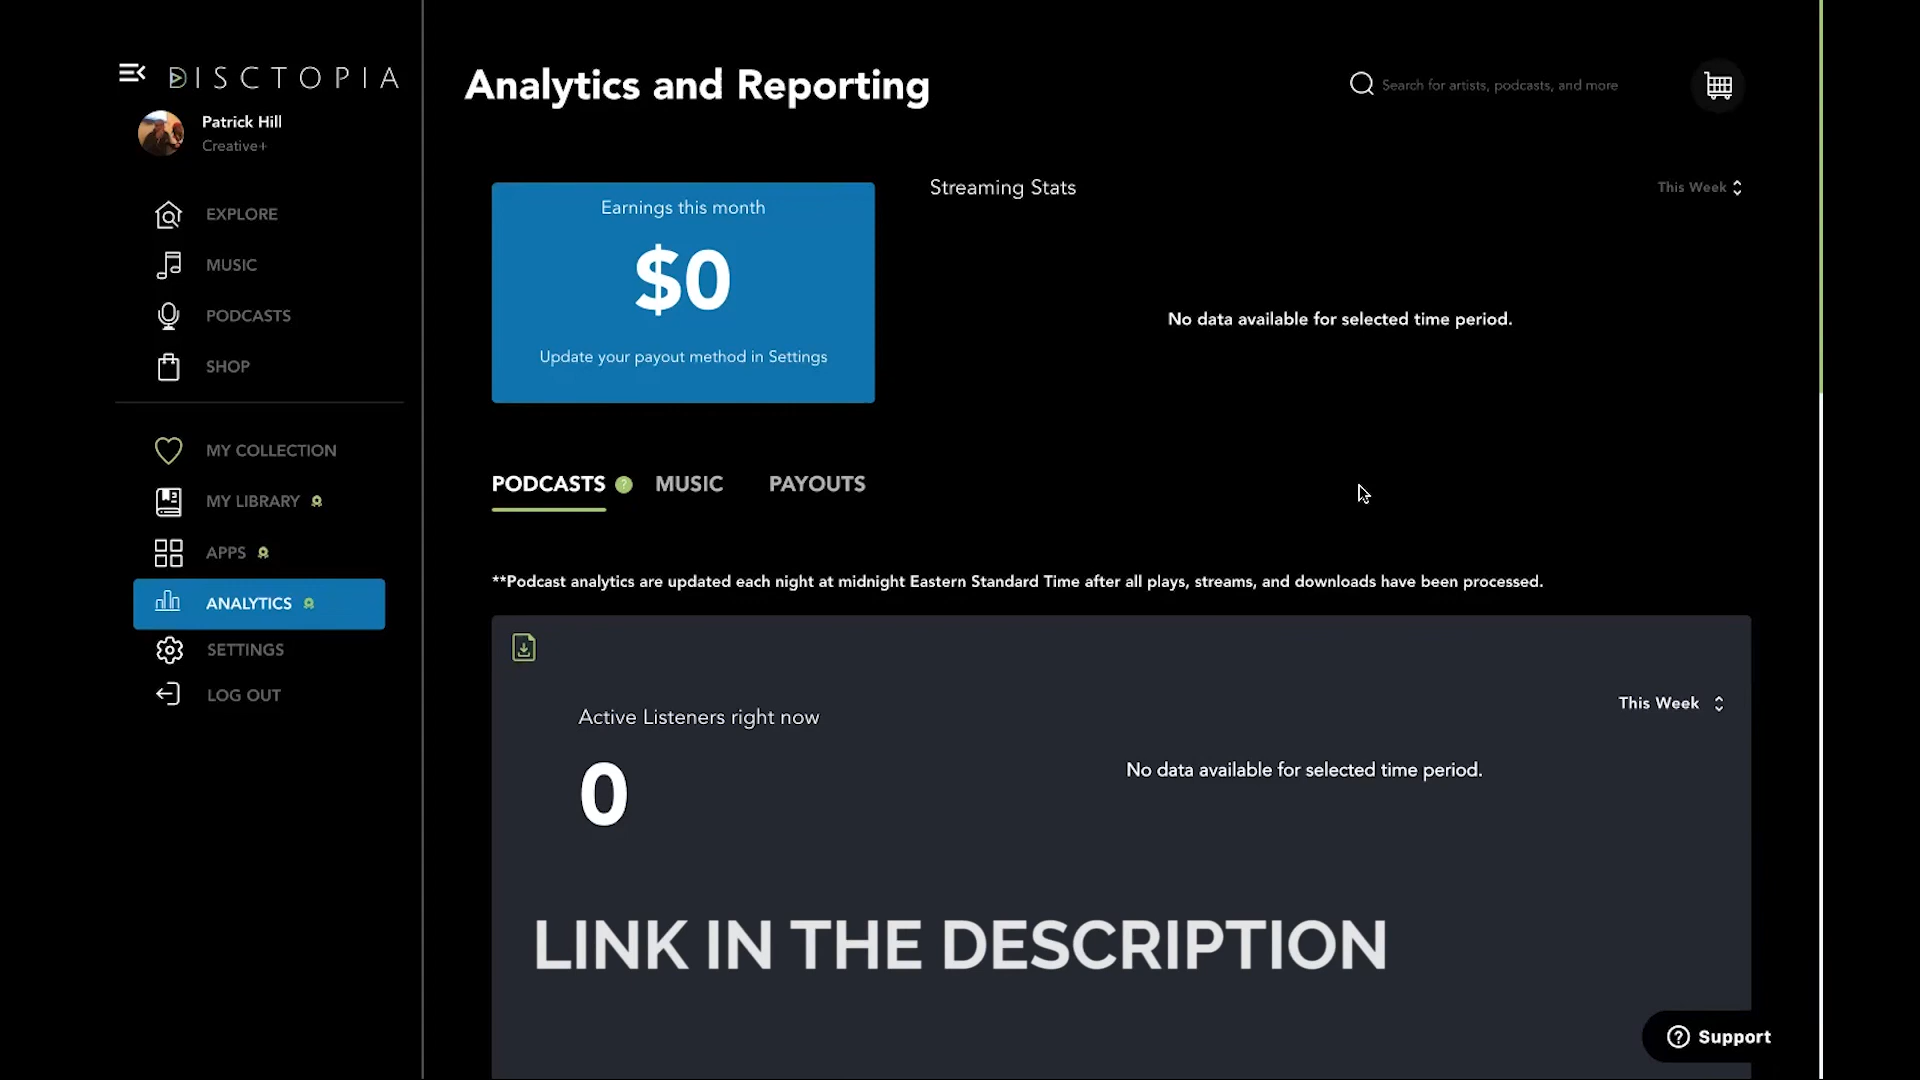 DISCTOPIA
Patrick Hill
Creative+
EXPLORE
MUSIC
PODCASTS
SHOP
MY COLLECTION
MY LIBRARY
APPS
ANALYTICS
SETTINGS
LOG OUT
Analytics and Reporting
Search for artists, podcasts, and more
Earnings this month
$0
Update your payout method in Settings
Streaming Stats
This Week
No data available for selected time period.
PODCASTS ? MUSIC PAYOUTS
**Podcast analytics are updated each night at midnight Eastern Standard Time after all plays, streams, and downloads have been processed.
Active Listeners right now
0
This Week
No data available for selected time period.
LINK IN THE DESCRIPTION
? Support